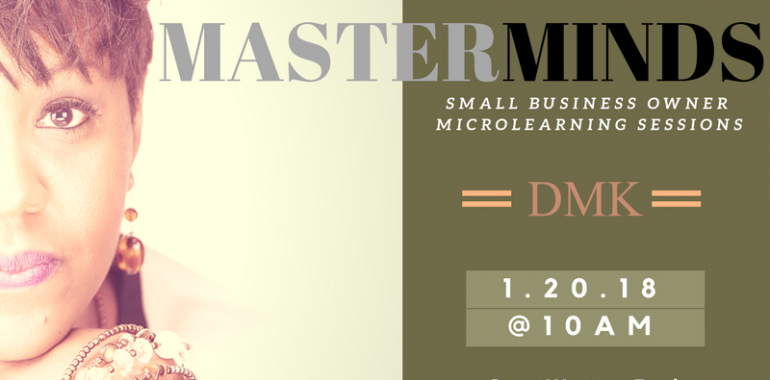 MASTERMINDS
SMALL BUSINESS OWNER
MICROLEARNING SESSIONS
DMK
1.20.18
@10AM